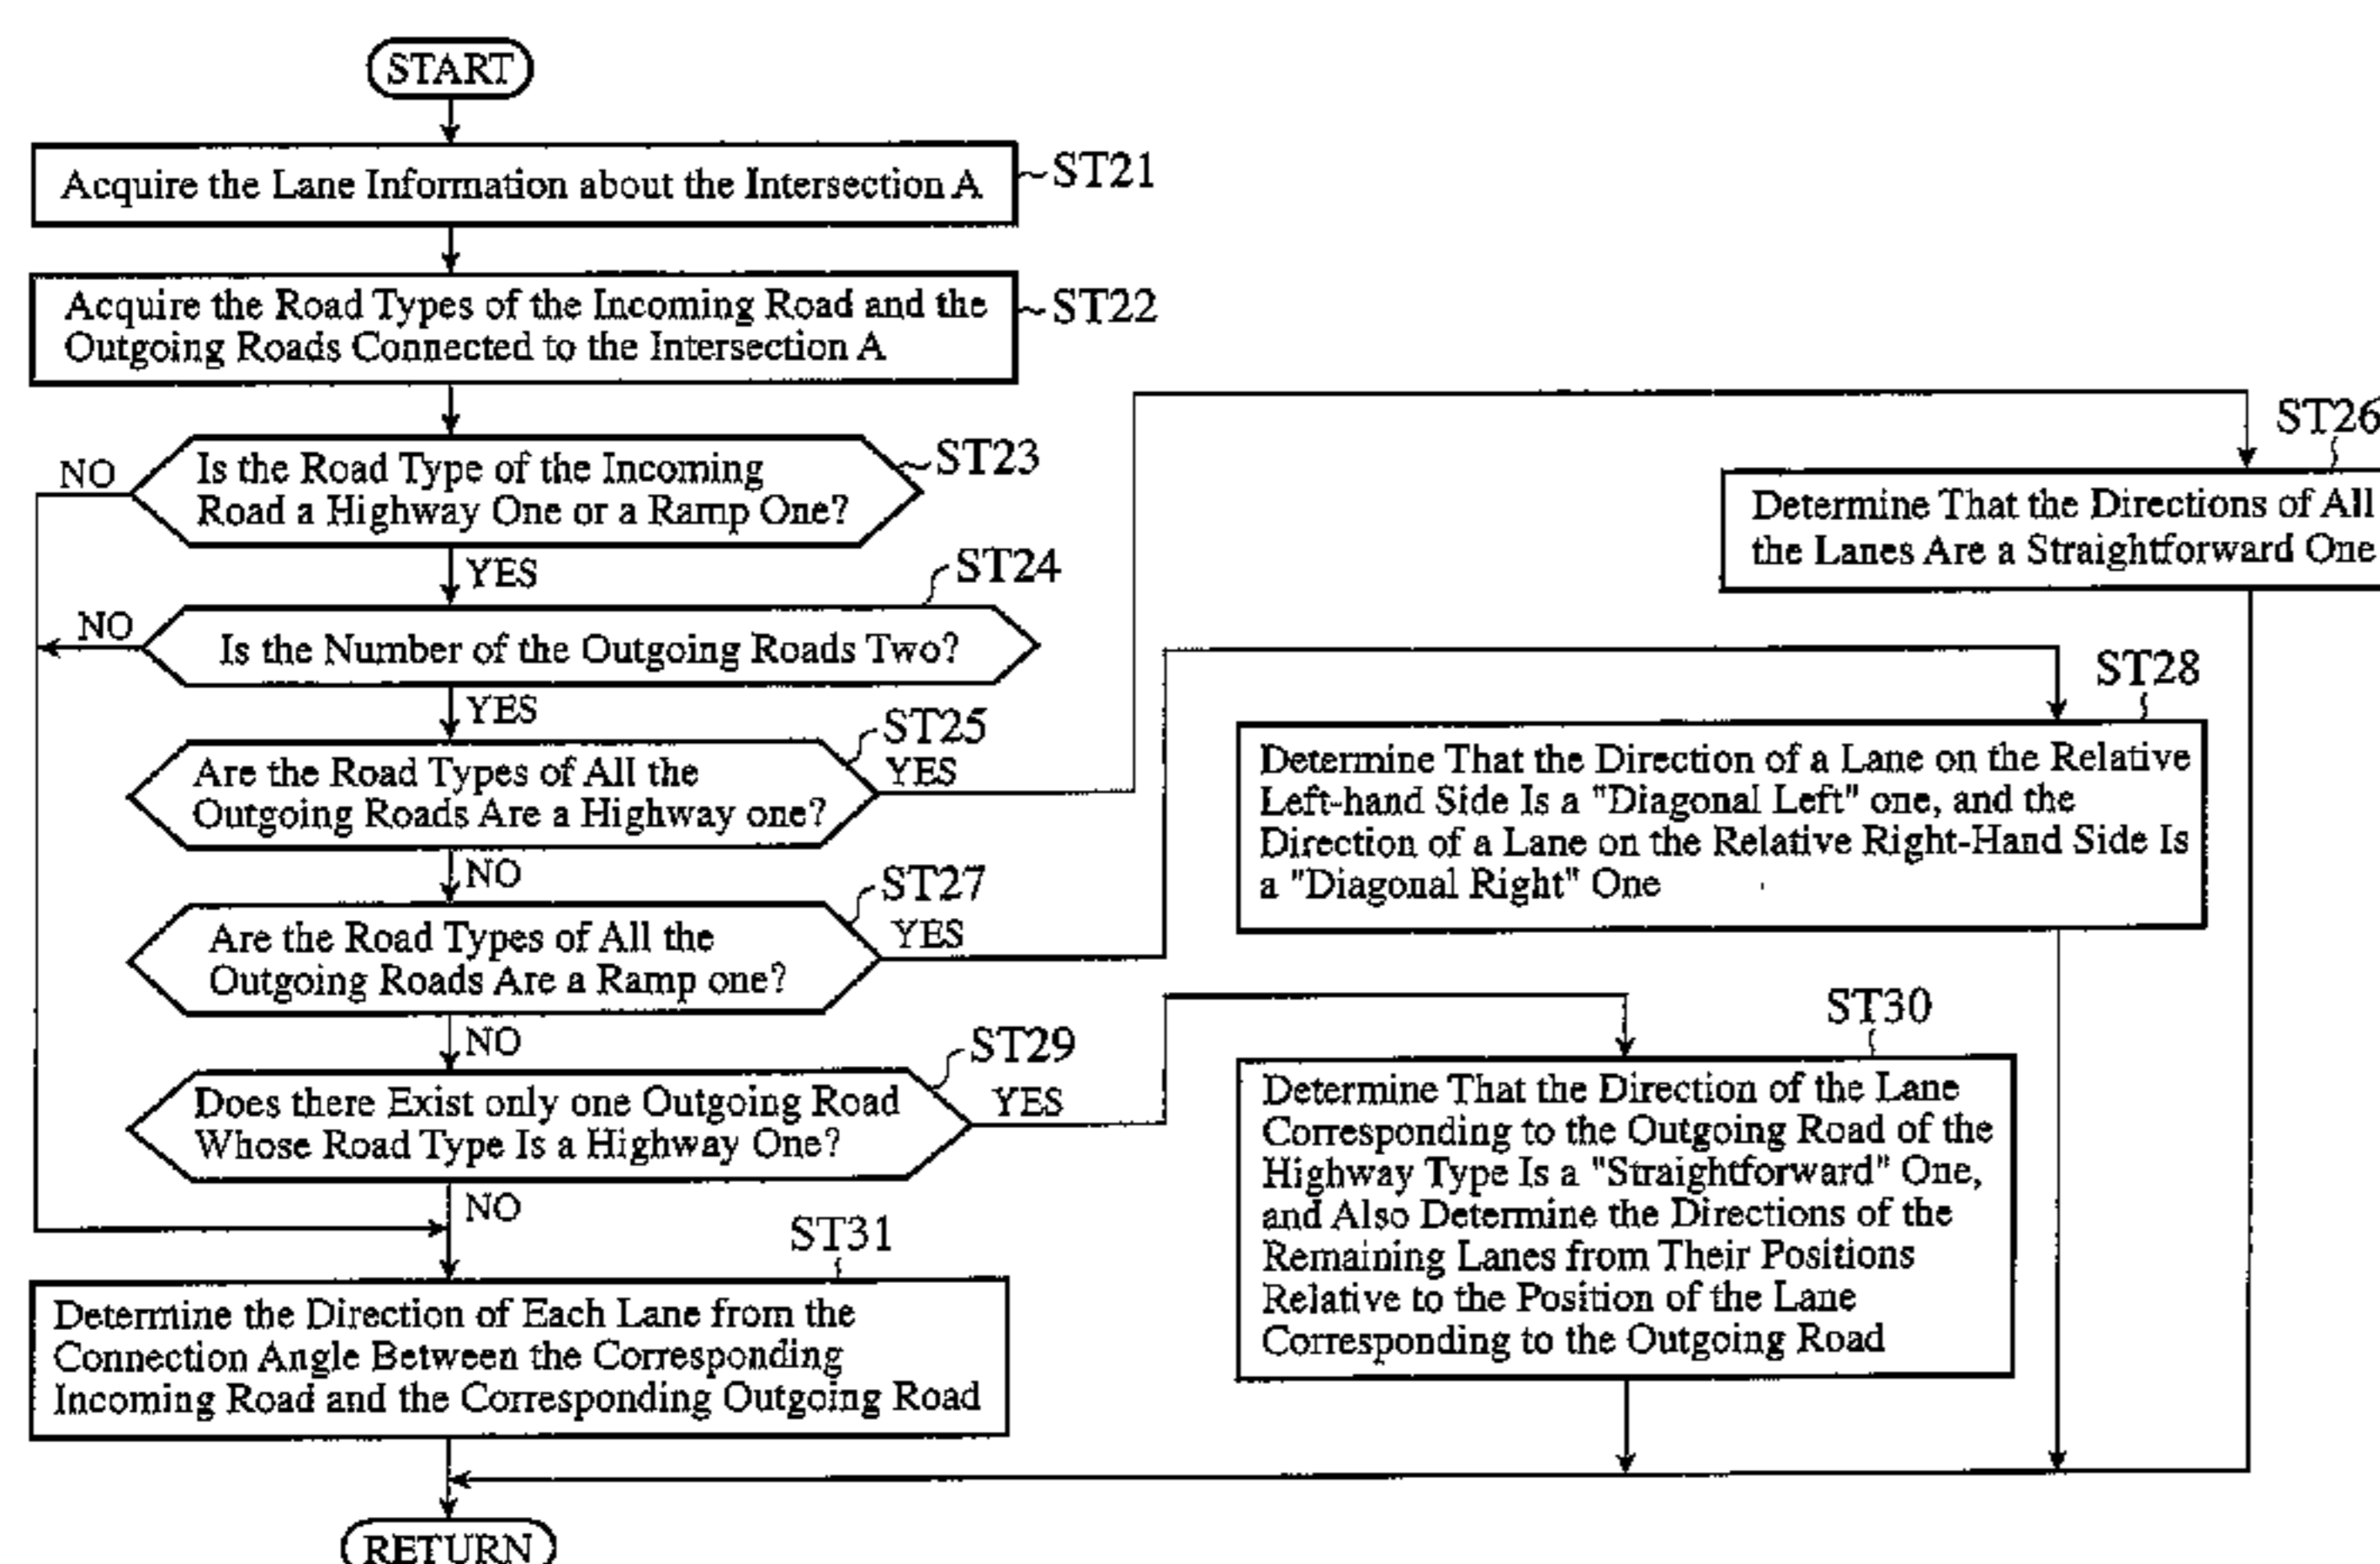 START
Acquire the Lane Information about the Intersection A
ST21
Acquire the Road Types of the Incoming Road and the
Outgoing Roads Connected to the Intersection A
ST22
Is the Road Type of the Incoming
Road a Highway One or a Ramp One?
ST23
NO
YES
Is the Number of the Outgoing Roads Two?
ST24
NO
YES
Are the Road Types of All the
Outgoing Roads Are a Highway one?
ST25
YES
NO
ST26
Determine That the Directions of All
the Lanes Are a Straightforward One
Are the Road Types of All the
Outgoing Roads Are a Ramp one?
ST27
YES
NO
ST28
Determine That the Direction of a Lane on the Relative
Left-hand Side Is a "Diagonal Left" one, and the
Direction of a Lane on the Relative Right-Hand Side Is
a "Diagonal Right" One
Does there Exist only one Outgoing Road
Whose Road Type Is a Highway One?
ST29
YES
NO
ST30
Determine That the Direction of the Lane
Corresponding to the Outgoing Road of the
Highway Type Is a "Straightforward" One,
and Also Determine the Directions of the
Remaining Lanes from Their Positions
Relative to the Position of the Lane
Corresponding to the Outgoing Road
ST31
Determine the Direction of Each Lane from the
Connection Angle Between the Corresponding
Incoming Road and the Corresponding Outgoing Road
RETURN